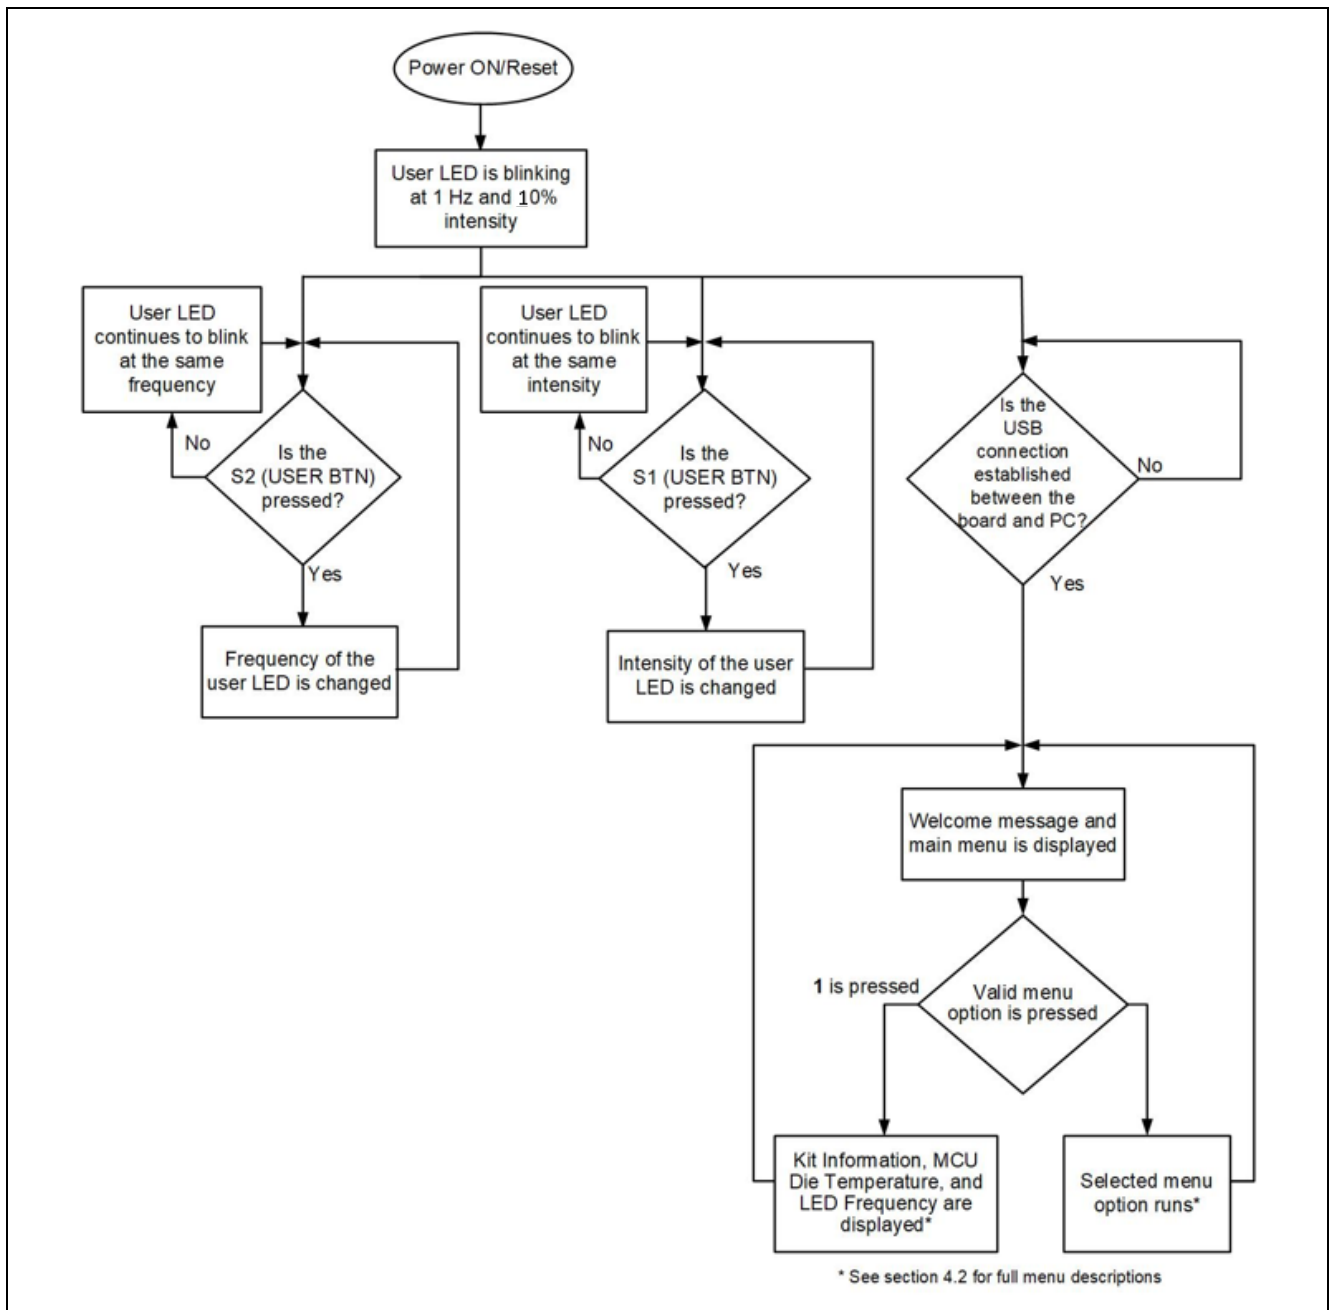 Power ON/Reset
User LED is blinking
at 1 Hz and 10%
intensity
User LED
continues to blink
at the same
frequency
No
Is the
S2 (USER BTN)
pressed?
Yes
Frequency of the
user LED is changed
User LED
continues to blink
at the same
intensity
No
Is the
S1 (USER BTN)
pressed?
Yes
Intensity of the user
LED is changed
Is the
USB
connection
established
between the
board and PC?
No
Yes
Welcome message and
main menu is displayed
1 is pressed
Valid menu
option is pressed
Kit Information, MCU
Die Temperature, and
LED Frequency are
displayed*
Selected menu
option runs*
* See section 4.2 for full menu descriptions